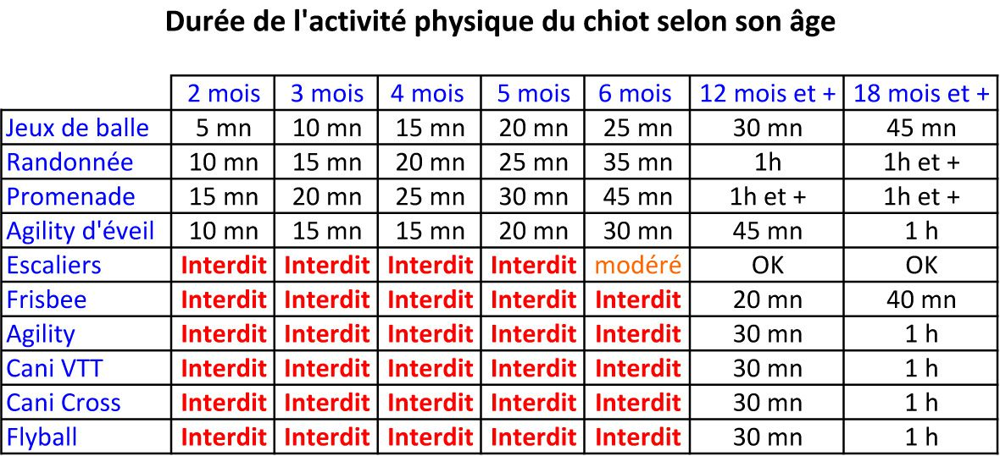 Durée de l'activité physique du chiot selon son âge
2 mois 3 mois 4 mois 5 mois 6 mois 12 mois et + 18 mois et +
Jeux de balle 5 mn 10 mn 15 mn 20 mn 25 mn 30 mn 45 mn
Randonnée 10 mn 15 mn 20 mn 25 mn 35 mn 1h 1h et +
Promenade 15 mn 20 mn 25 mn 30 mn 45 mn 1h et + 1h et +
Agility d'éveil 10 mn 15 mn 15 mn 20 mn 30 mn 45 mn 1 h
Escaliers Interdit Interdit Interdit Interdit modéré OK OK
Frisbee Interdit Interdit Interdit Interdit Interdit 20 mn 40 mn
Agility Interdit Interdit Interdit Interdit Interdit 30 mn 1 h
Cani VTT Interdit Interdit Interdit Interdit Interdit 30 mn 1 h
Cani Cross Interdit Interdit Interdit Interdit Interdit 30 mn 1 h
Flyball Interdit Interdit Interdit Interdit Interdit 30 mn 1 h